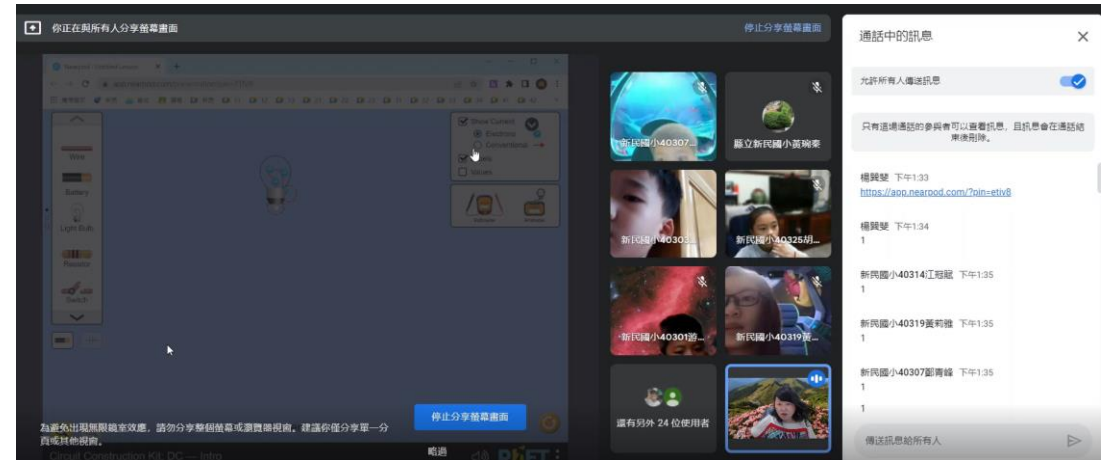 你正在與所有人分享螢幕畫面
停止分享螢幕畫面
Wire
Battery
Light Bulb
Resistor
Switch
Show Current
Electrons
Conventional
Values
停止分享螢幕畫面
為避免出現無限鏡室效應，請勿分享整個螢幕或瀏覽器視窗。建議你僅分享單一分
頁或其他視窗。
略過
Circuit Construction Kit: DC — Intro
PhET
新民國小40307...
縣立新民國小黃琬秦
新民國小40303...
新民國小40325胡...
新民國小40301游...
新民國小40319黃...
還有另外 24 位使用者
通話中的訊息
允許所有人傳送訊息
只有這場通話的參與者可以查看訊息，且訊息會在通話結
束後刪除。
下午1:33
https://app.nearpod.com/?pin=etiv8
下午1:34
1
新民國小40314江冠賦 下午1:35
1
新民國小40319黃莉雅 下午1:35
1
新民國小40307鄭青峰 下午1:35
1
1
傳送訊息給所有人